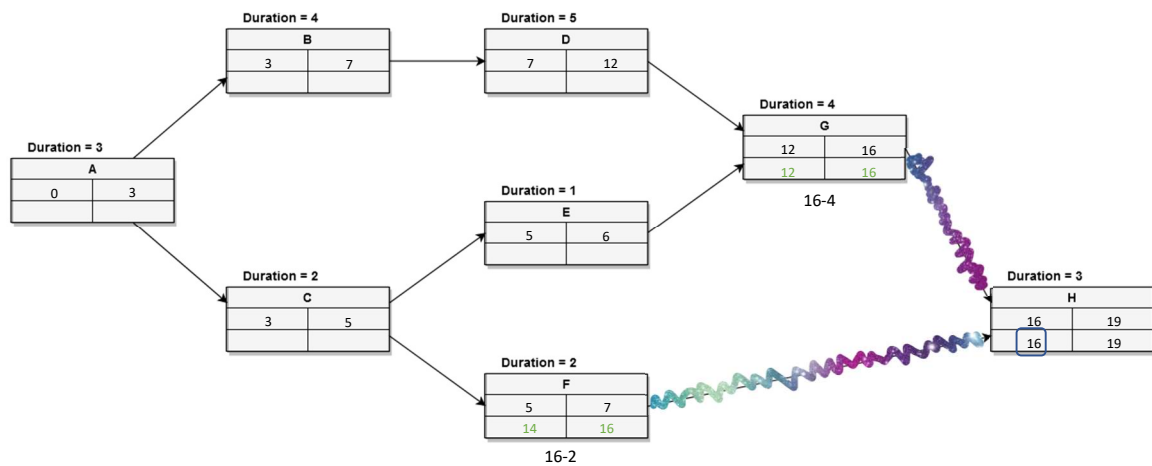 Duration = 4
B
3 7
Duration = 5
D
7 12
Duration = 4
G
12 16
12 16
16-4
Duration = 3
A
0 3
Duration = 1
E
5 6
Duration = 2
C
3 5
Duration = 3
H
16 19
16 19
Duration = 2
F
5 7
14 16
16-2